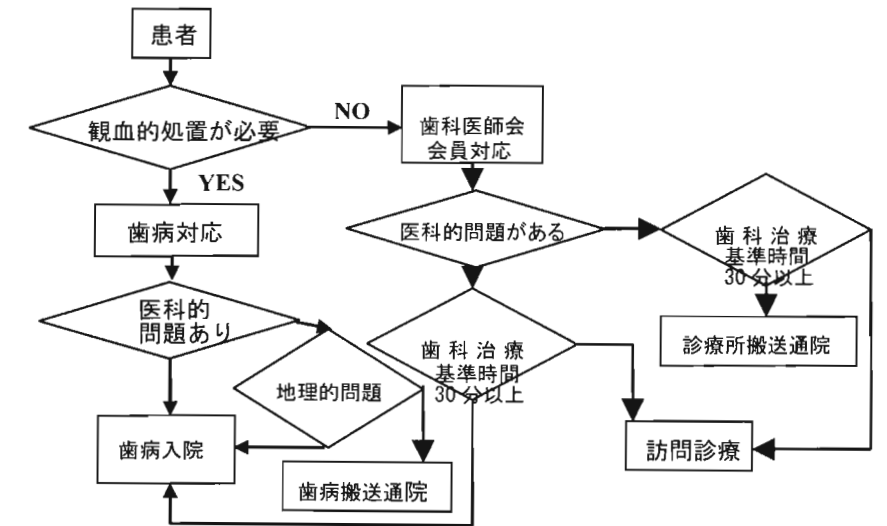 患者
観血的処置が必要
NO
歯科医師会
会員対応
YES
歯病対応
医科的問題がある
歯科治療
基準時間
30分以上
医科的
問題あり
診療所搬送通院
歯科治療
基準時間
30分以上
地理的問題
歯病入院
訪問診療
歯病搬送通院